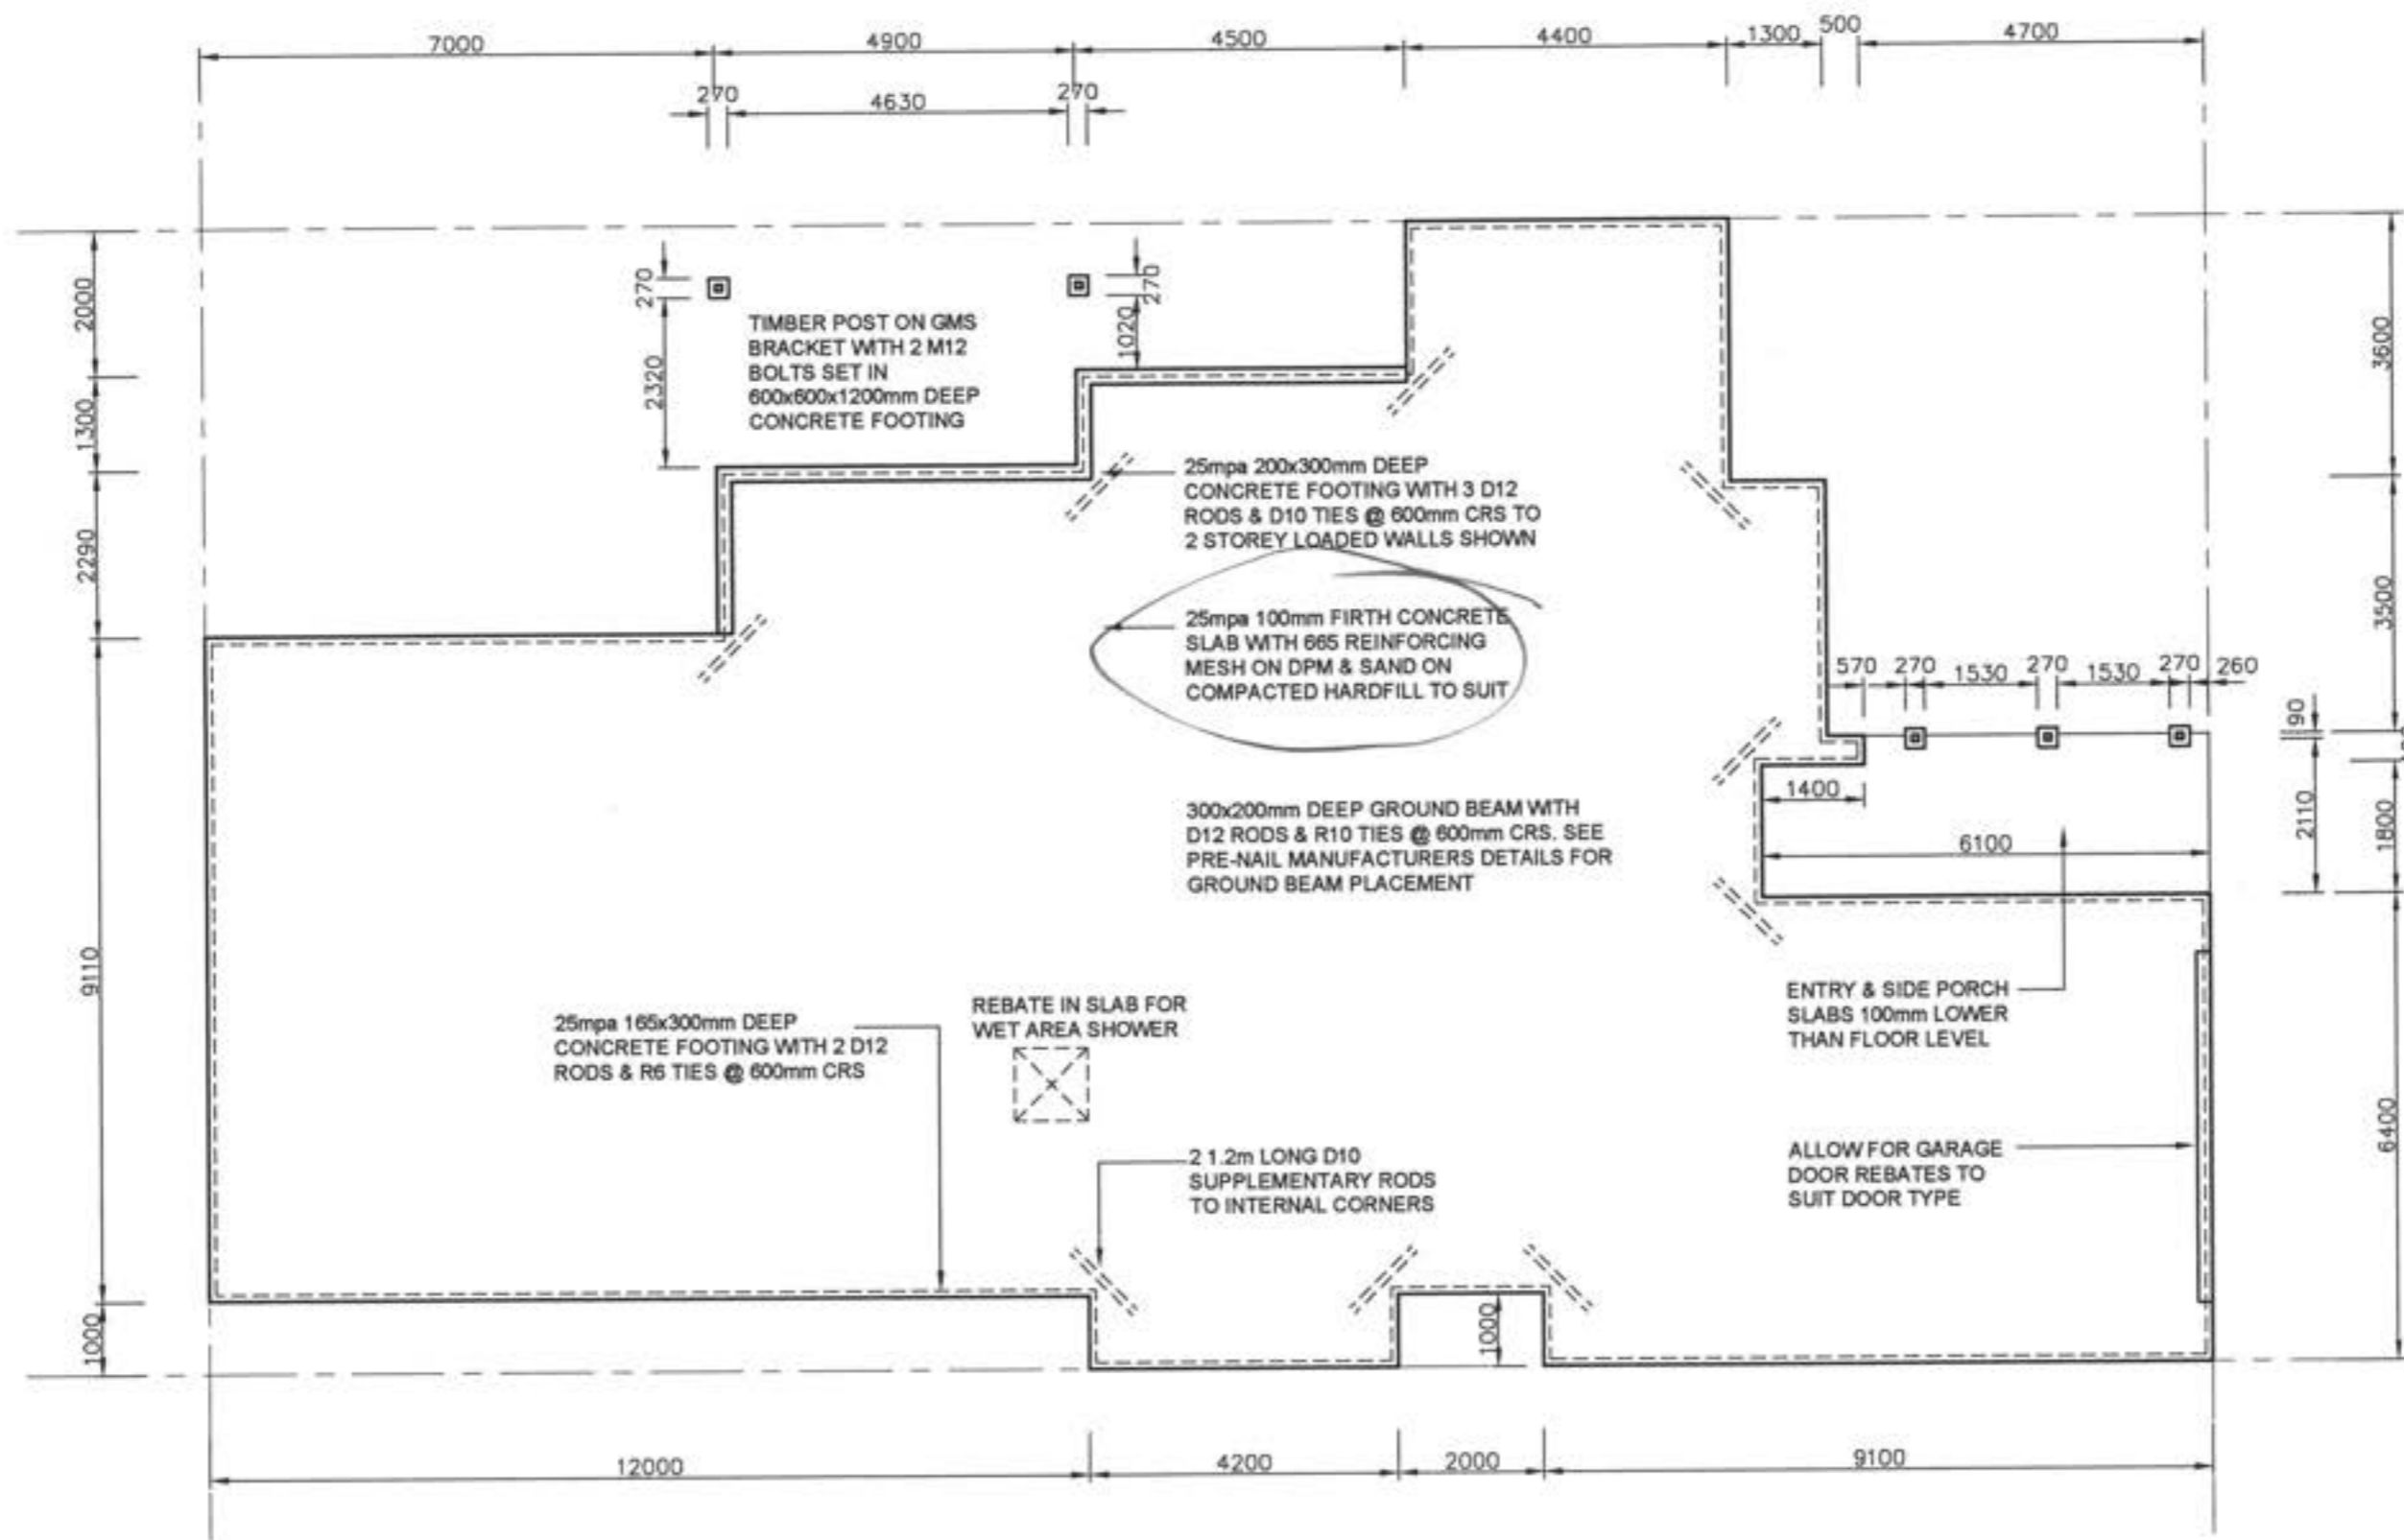 7000
4900
4500
4400
1300
500
4700
270
4630
270
2000
1300
2290
9110
1000
270
2320
270
1020
TIMBER POST ON GMS
BRACKET WITH 2 M12
BOLTS SET IN
600x600x1200mm DEEP
CONCRETE FOOTING
25mpa 200x300mm DEEP
CONCRETE FOOTING WITH 3 D12
RODS & D10 TIES @ 600mm CRS TO
2 STOREY LOADED WALLS SHOWN
25mpa 100mm FIRTH CONCRETE
SLAB WITH 665 REINFORCING
MESH ON DPM & SAND ON
COMPACTED HARDFILL TO SUIT
300x200mm DEEP GROUND BEAM WITH
D12 RODS & R10 TIES @ 600mm CRS. SEE
PRE-NAIL MANUFACTURERS DETAILS FOR
GROUND BEAM PLACEMENT
3600
3500
570 270 1530 270 1530 270 260
90
2110
1800
1400
6100
6400
ENTRY & SIDE PORCH
SLABS 100mm LOWER
THAN FLOOR LEVEL
REBATE IN SLAB FOR
WET AREA SHOWER
25mpa 165x300mm DEEP
CONCRETE FOOTING WITH 2 D12
RODS & R6 TIES @ 600mm CRS
2 1.2m LONG D10
SUPPLEMENTARY RODS
TO INTERNAL CORNERS
ALLOW FOR GARAGE
DOOR REBATES TO
SUIT DOOR TYPE
1000
12000
4200
2000
9100